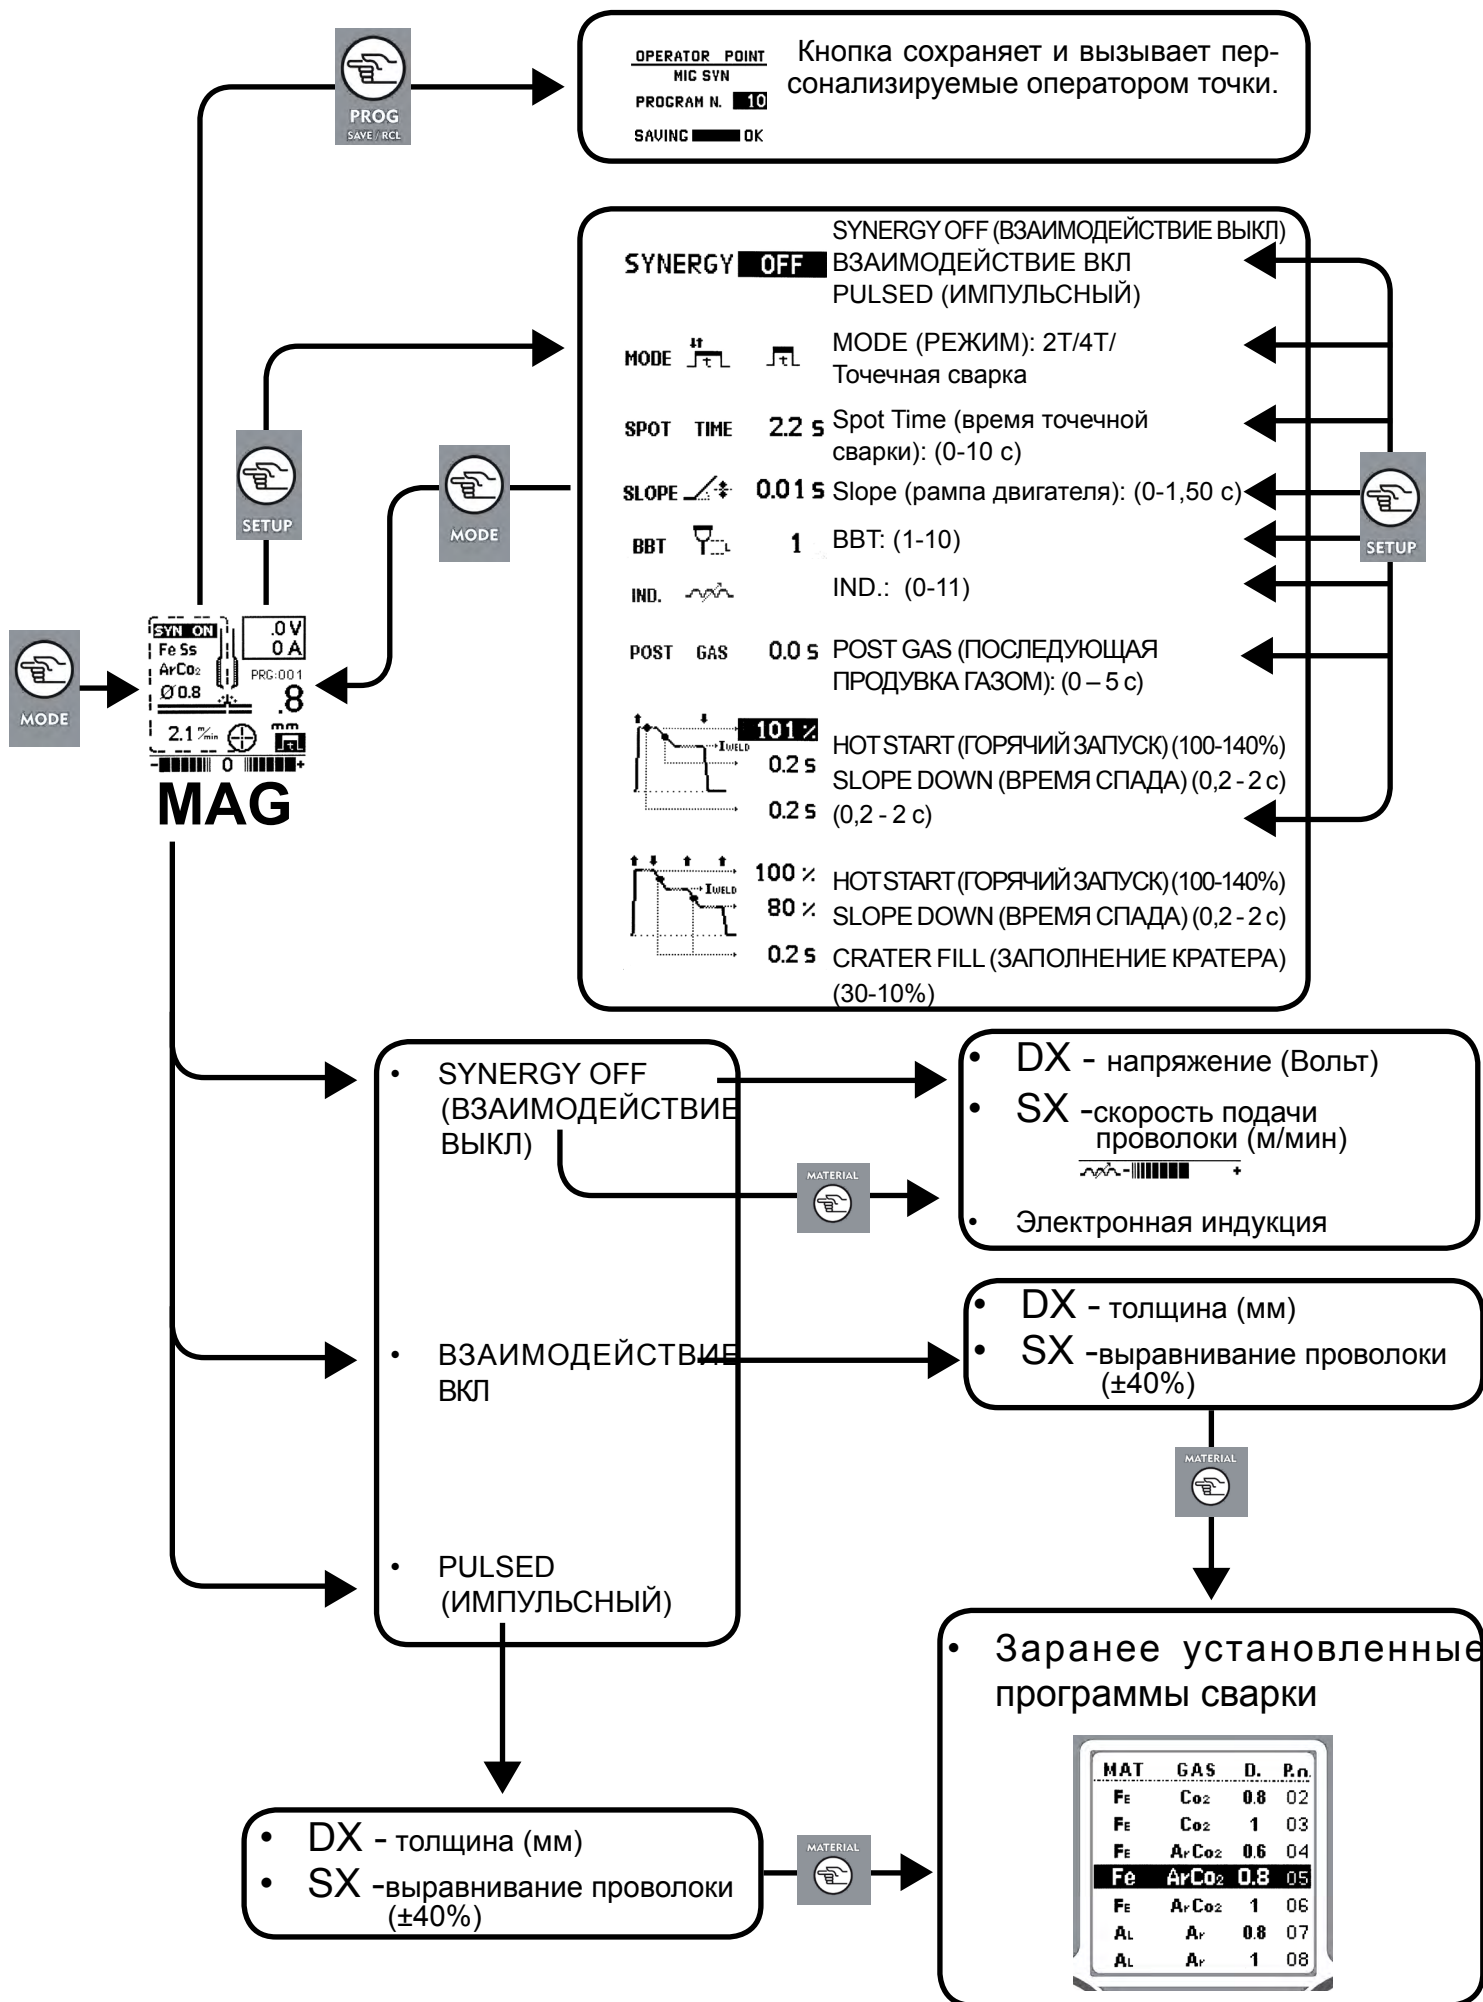 PROG
SAVE / RCL
OPERATOR POINT
MIG SYN
PROGRAM N. 10
SAVING OK
Кнопка сохраняет и вызывает пер-
сонализируемые оператором точки.
SYNERGY OFF
SYNERGY OFF (ВЗАИМОДЕЙСТВИЕ ВЫКЛ)
ВЗАИМОДЕЙСТВИЕ ВКЛ
PULSED (ИМПУЛЬСНЫЙ)
MODE t t
MODE (РЕЖИМ): 2T/4T/
Точечная сварка
SPOT TIME 2.2 s
Spot Time (время точечной
сварки): (0-10 с)
SLOPE 0.01 s Slope (рампа двигателя): (0-1,50 с)
BBT L 1 BBT: (1-10)
IND. IND.: (0-11)
POST GAS 0.0 s
POST GAS (ПОСЛЕДУЮЩАЯ
ПРОДУВКА ГАЗОМ): (0 – 5 с)
101 %
IWELD
0.2 s
0.2 s
HOT START (ГОРЯЧИЙ ЗАПУСК) (100-140%)
SLOPE DOWN (ВРЕМЯ СПАДА) (0,2 - 2 с)
(0,2 - 2 с)
100 %
IWELD
80 %
0.2 s
HOT START (ГОРЯЧИЙ ЗАПУСК) (100-140%)
SLOPE DOWN (ВРЕМЯ СПАДА) (0,2 - 2 с)
CRATER FILL (ЗАПОЛНЕНИЕ КРАТЕРА)
(30-10%)
SETUP
MODE
SETUP
MODE
SYN ON .0 V
Fe Ss 0 A
ArCo2 PRG:001
Ø 0.8 .8
2.1 m/min mm
- 0 +
MAG
• SYNERGY OFF
(ВЗАИМОДЕЙСТВИЕ
ВЫКЛ)
• ВЗАИМОДЕЙСТВИЕ
ВКЛ
• PULSED
(ИМПУЛЬСНЫЙ)
MATERIAL
• DX - напряжение (Вольт)
• SX -скорость подачи
проволоки (м/мин)
- +
• Электронная индукция
• DX - толщина (мм)
• SX -выравнивание проволоки
(±40%)
MATERIAL
• DX - толщина (мм)
• SX -выравнивание проволоки
(±40%)
MATERIAL
• Заранее установленные
программы сварки
MAT GAS D. P.n.
FE Co2 0.8 02
FE Co2 1 03
FE ArCo2 0.6 04
Fe ArCo2 0.8 05
FE ArCo2 1 06
AL Ar 0.8 07
AL Ar 1 08